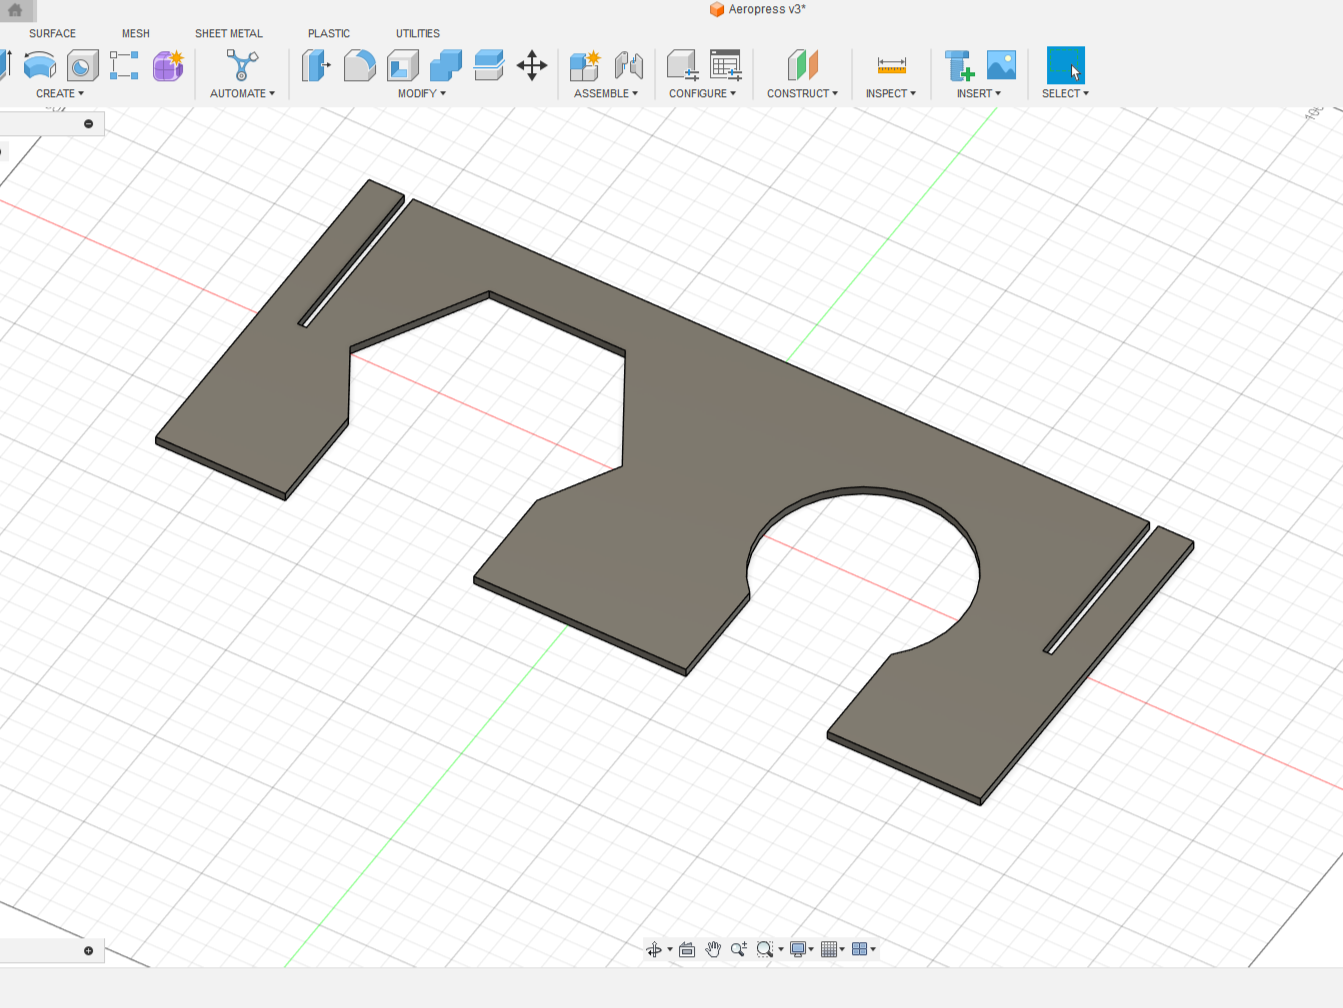 Aeropress v3*
SURFACE MESH SHEET METAL PLASTIC UTILITIES
CREATE AUTOMATE MODIFY ASSEMBLE CONFIGURE CONSTRUCT INSPECT INSERT SELECT